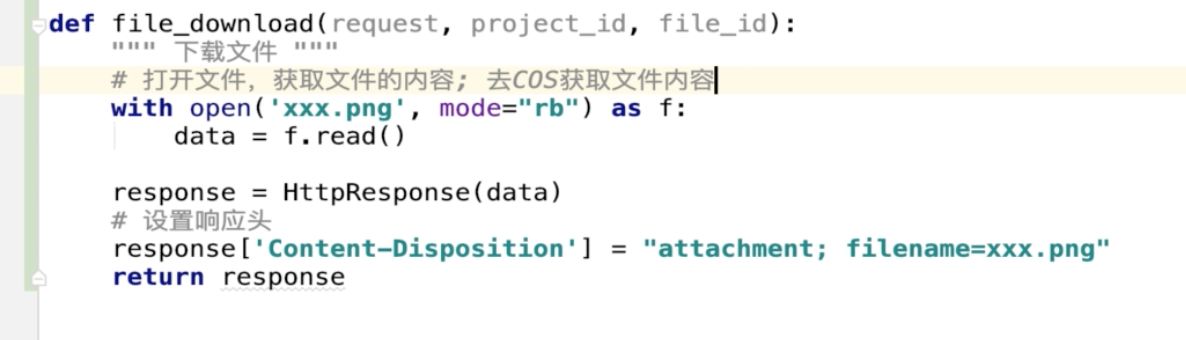 def file_download(request, project_id, file_id):
    """ 下载文件 """
    # 打开文件，获取文件的内容; 去COS获取文件内容
    with open('xxx.png', mode="rb") as f:
        data = f.read()
    response = HttpResponse(data)
    # 设置响应头
    response['Content-Disposition'] = "attachment; filename=xxx.png"
    return response